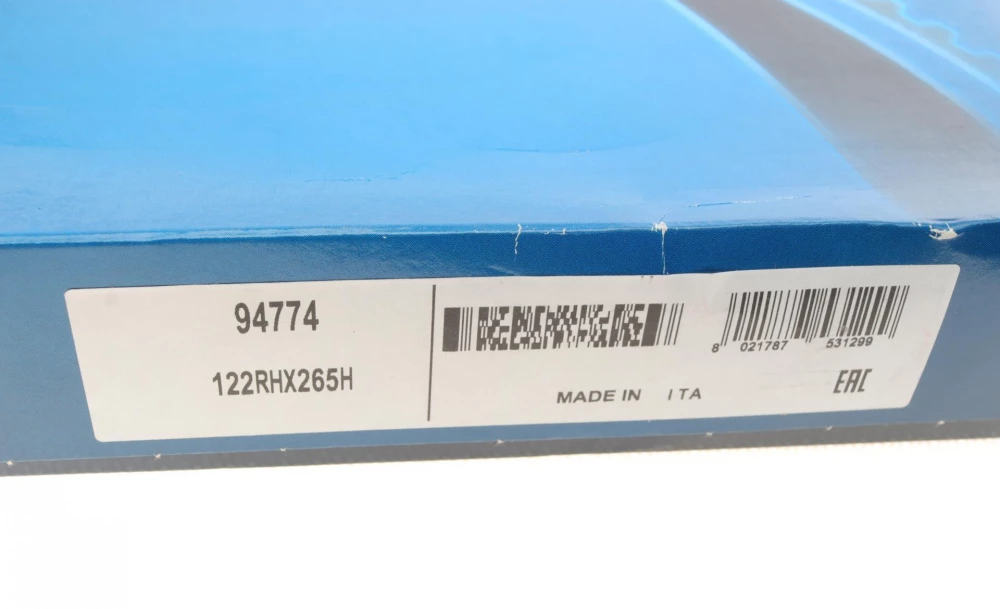 94774
122RHX265H
8 021787 531299
MADE IN ITA
EAC